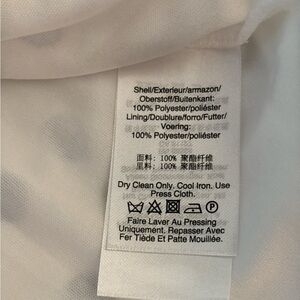 Shell/Exterieur/armazon/
Oberstoff/Buitenkant:
100% Polyester/poliéster
Lining/Doublure/forro/Futter/
Voering:
100% Polyester/poliéster
面料: 100% 聚酯纤维
里料: 100% 聚酯纤维
Dry Clean Only. Cool Iron. Use
Press Cloth.
P
Faire Laver Au Pressing
Uniquement. Repasser Avec
Fer Tiède Et Patte Mouillée.